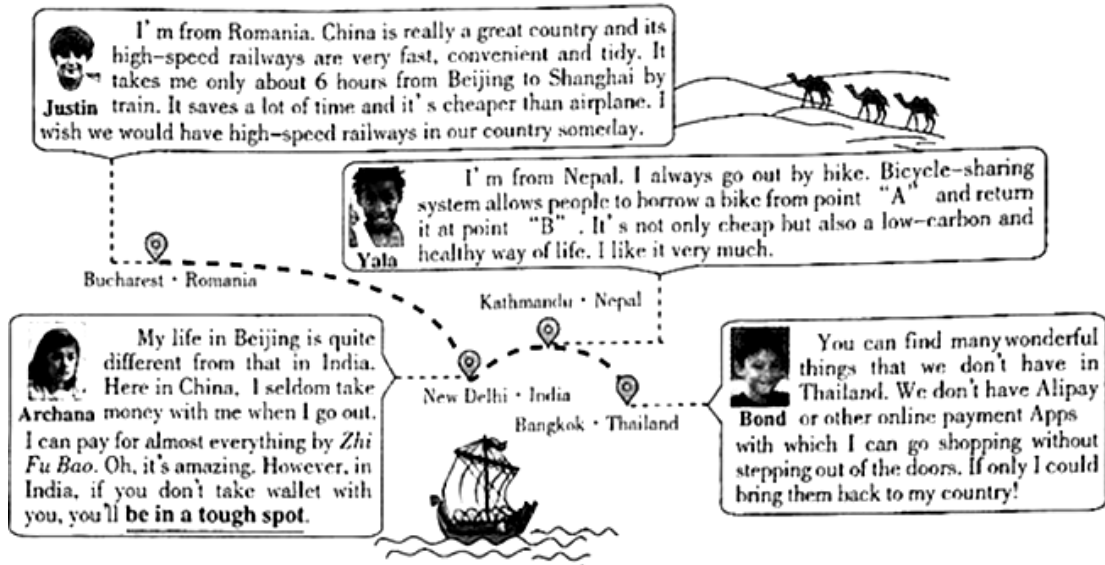 I'm from Romania. China is really a great country and its
high-speed railways are very fast, convenient and tidy. It
takes me only about 6 hours from Beijing to Shanghai by
Justin train. It saves a lot of time and it's cheaper than airplane. I
wish we would have high-speed railways in our country someday.
I'm from Nepal. I always go out by bike. Bicycle-sharing
system allows people to borrow a bike from point "A" and return
it at point "B". It's not only cheap but also a low-carbon and
Yala healthy way of life. I like it very much.
Bucharest · Romania
Kathmandu · Nepal
My life in Beijing is quite
different from that in India.
Here in China, I seldom take
Archana money with me when I go out.
I can pay for almost everything by Zhi
Fu Bao. Oh, it's amazing. However, in
India, if you don't take wallet with
you, you'll be in a tough spot.
New Delhi · India
Bangkok · Thailand
You can find many wonderful
things that we don't have in
Thailand. We don't have Alipay
Bond or other online payment Apps
with which I can go shopping without
stepping out of the doors. If only I could
bring them back to my country!